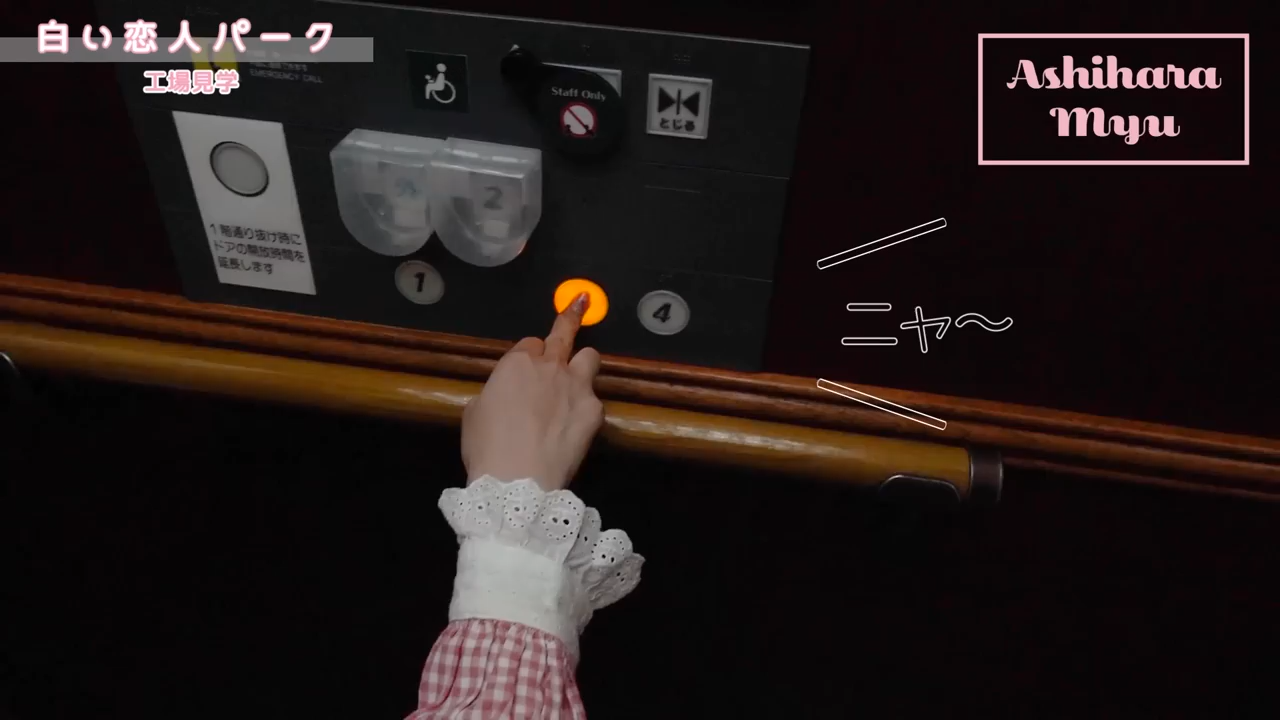 白い恋人パーク
工場見学
Ashihara
Myu
EMERGENCY CALL
Staff Only
とじる
2
1階通り抜け時に
ドアの開放時間を
延長します
1
4
ニャ〜